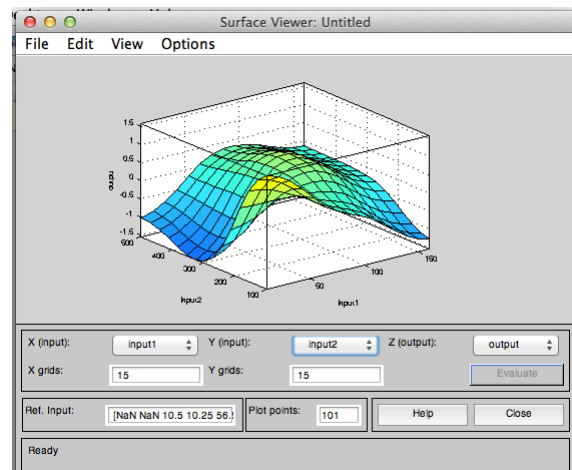 Surface Viewer: Untitled
File Edit View Options
1.5
1
0.5
0
-0.5
-1
-1.5
output
500
400
300
200
100
input2
50
100
150
input1
X (input): input1 Y (input): input2 Z (output): output
X grids: 15 Y grids: 15 Evaluate
Ref. Input: [NaN NaN 10.5 10.25 56. Plot points: 101 Help Close
Ready